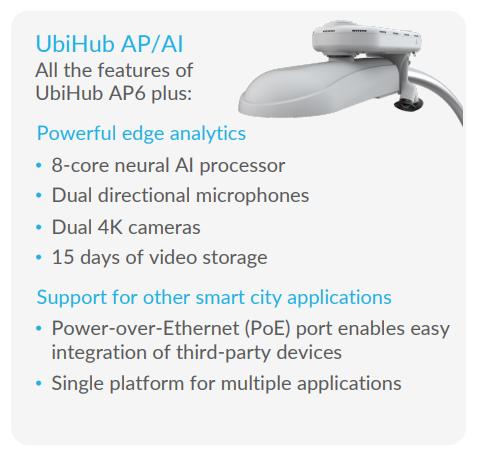 UbiHub AP/AI
All the features of
UbiHub AP6 plus:
Powerful edge analytics
• 8-core neural AI processor
• Dual directional microphones
• Dual 4K cameras
• 15 days of video storage
Support for other smart city applications
• Power-over-Ethernet (PoE) port enables easy
integration of third-party devices
• Single platform for multiple applications